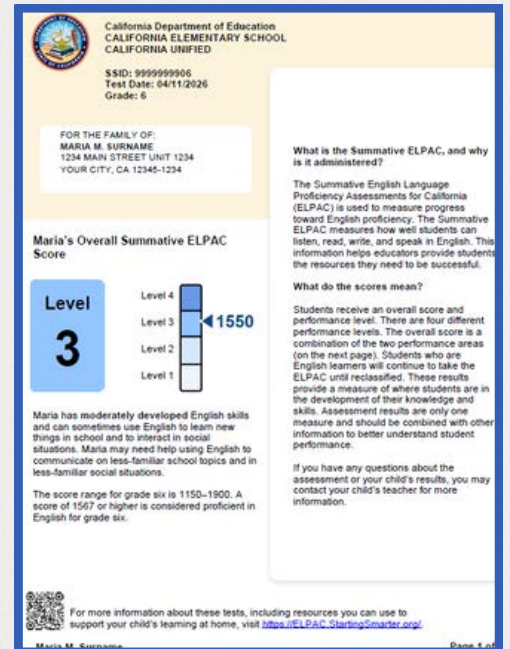 California Department of Education
CALIFORNIA ELEMENTARY SCHOOL
CALIFORNIA UNIFIED
SSID: 9999999906
Test Date: 04/11/2026
Grade: 6
FOR THE FAMILY OF:
MARIA M. SURNAME
1234 MAIN STREET UNIT 1234
YOUR CITY, CA 12345-1234
Maria's Overall Summative ELPAC
Score
Level
3
Level 4
Level 3
1550
Level 2
Level 1
Maria has moderately developed English skills
and can sometimes use English to learn new
things in school and to interact in social
situations. Maria may need help using English to
communicate on less-familiar school topics and in
less-familiar social situations.
The score range for grade six is 1150–1900. A
score of 1567 or higher is considered proficient in
English for grade six.
What is the Summative ELPAC, and why
is it administered?
The Summative English Language
Proficiency Assessments for California
(ELPAC) is used to measure progress
toward English proficiency. The Summative
ELPAC measures how well students can
listen, read, write, and speak in English. This
information helps educators provide students
the resources they need to be successful.
What do the scores mean?
Students receive an overall score and
performance level. There are four different
performance levels. The overall score is a
combination of the two performance areas
(on the next page). Students who are
English learners will continue to take the
ELPAC until reclassified. These results
provide a measure of where students are in
the development of their knowledge and
skills. Assessment results are only one
measure and should be combined with other
information to better understand student
performance.
If you have any questions about the
assessment or your child's results, you may
contact your child's teacher for more
information.
For more information about these tests, including resources you can use to
support your child's learning at home, visit https://ELPAC.StartingSmarter.org/.
Maria M. Surname
Page 1 of